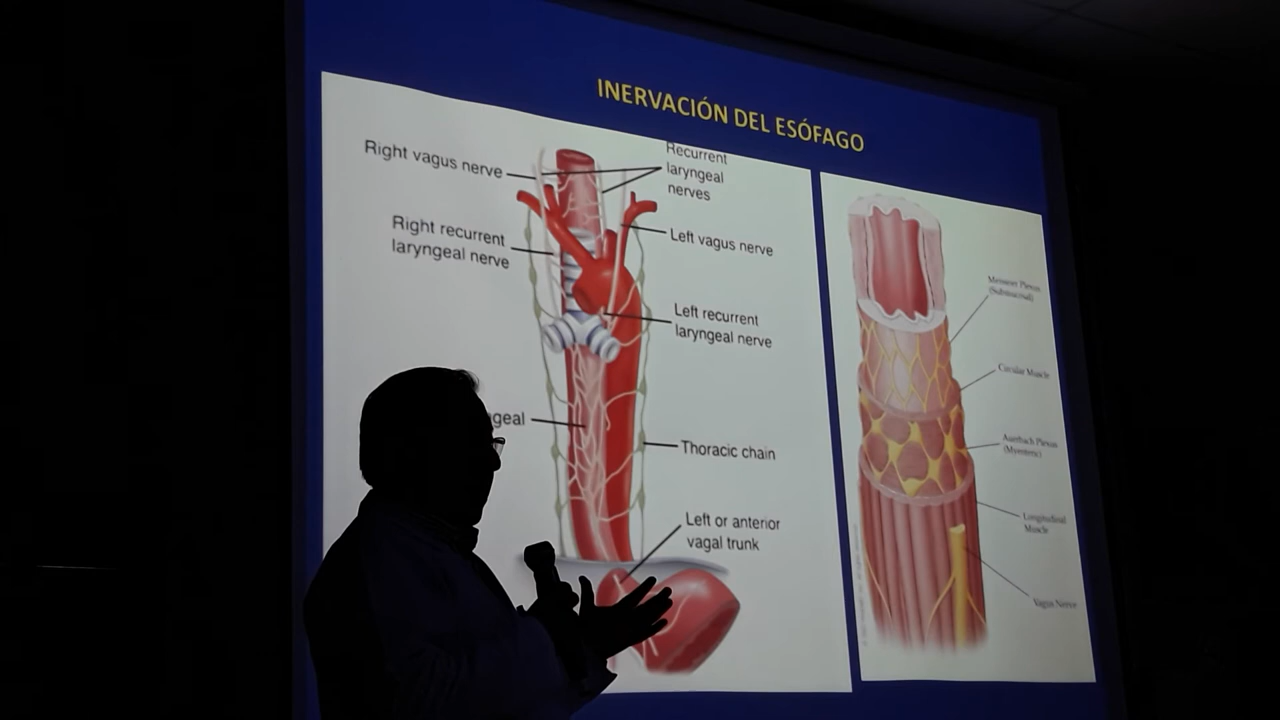 INERVACIÓN DEL ESÓFAGO
Right vagus nerve
Recurrent
laryngeal
nerves
Right recurrent
laryngeal nerve
Left vagus nerve
Left recurrent
laryngeal nerve
geal
Thoracic chain
Left or anterior
vagal trunk
Meissner Plexus
(Submucosal)
Circular Muscle
Auerbach Plexus
(Myenteric)
Longitudinal
Muscle
Vagus Nerve